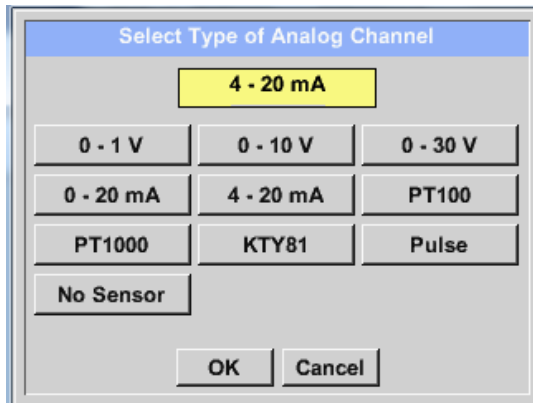 Select Type of Analog Channel
4 - 20 mA
0 - 1 V
0 - 10 V
0 - 30 V
0 - 20 mA
4 - 20 mA
PT100
PT1000
KTY81
Pulse
No Sensor
OK
Cancel